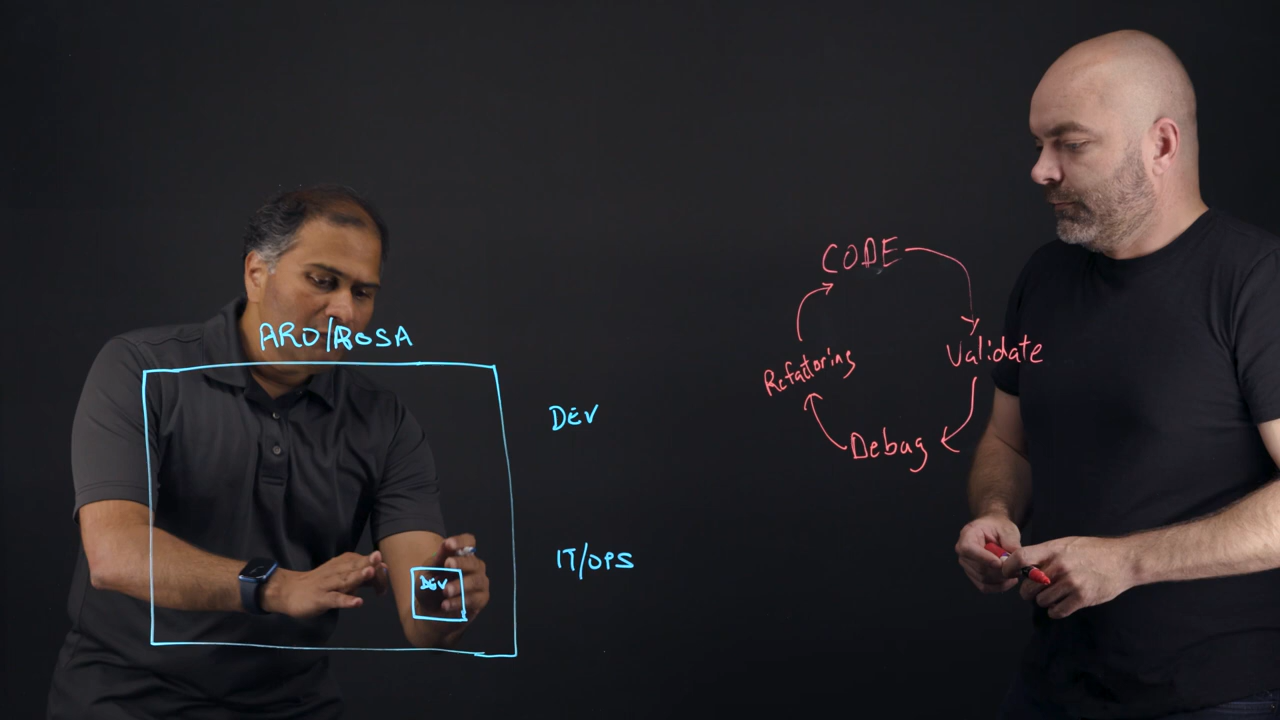 ARO/ROSA
DEV
IT/OPS
DEV
CODE
Validate
Debug
Refactoring